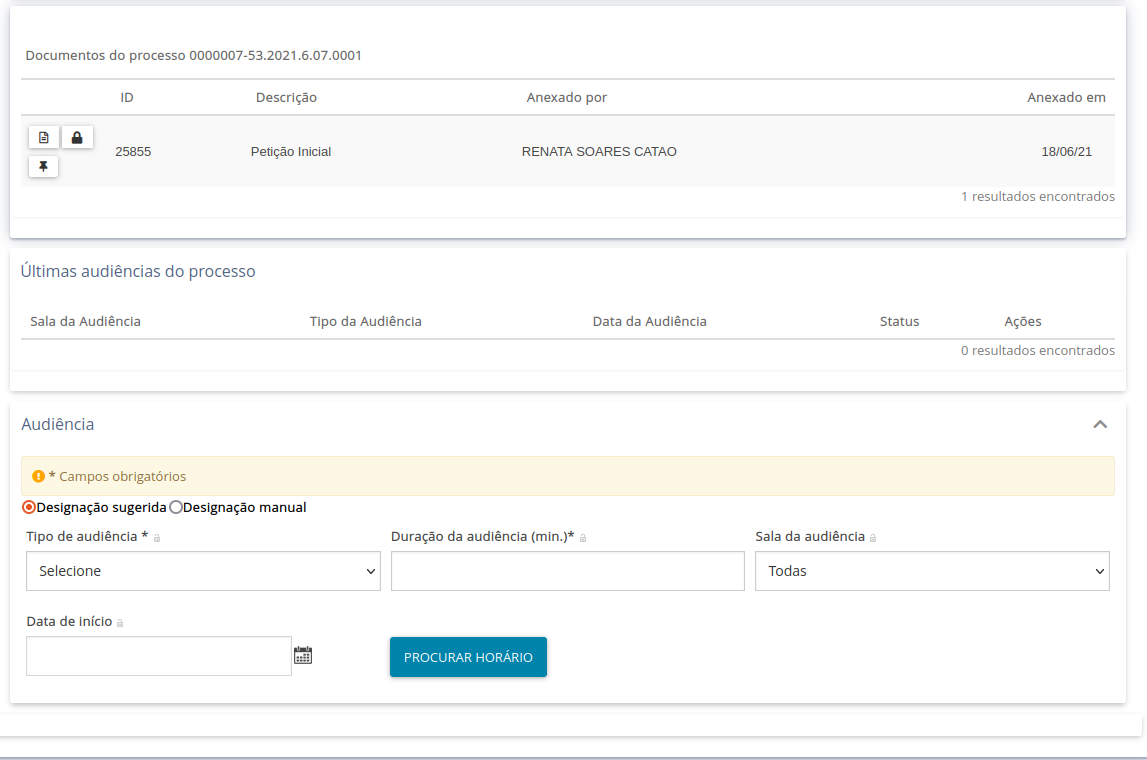 Documentos do processo 0000007-53.2021.6.07.0001
ID Descrição Anexado por Anexado em
25855 Petição Inicial RENATA SOARES CATAO 18/06/21
1 resultados encontrados
Últimas audiências do processo
Sala da Audiência Tipo da Audiência Data da Audiência Status Ações
0 resultados encontrados
Audiência
* Campos obrigatórios
Designação sugerida Designação manual
Tipo de audiência * Duração da audiência (min.)* Sala da audiência
Selecione Todas
Data de início
PROCURAR HORÁRIO